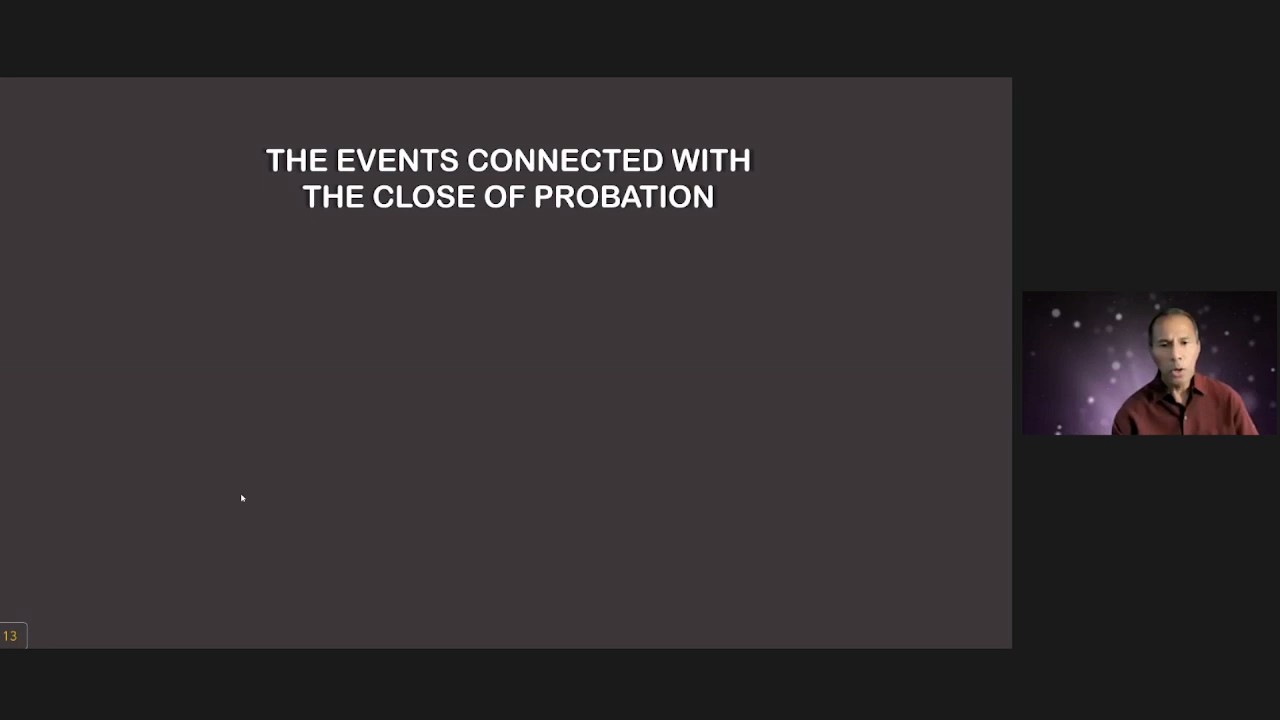 THE EVENTS CONNECTED WITH
THE CLOSE OF PROBATION
13